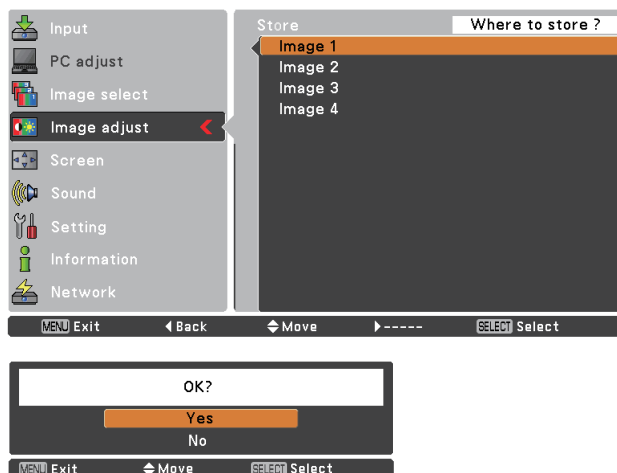 Input
PC adjust
Image select
Image adjust
Screen
Sound
Setting
Information
Network
Store
Where to store ?
Image 1
Image 2
Image 3
Image 4
MENU Exit ◀Back Move ▶----- SELECT Select
OK?
Yes
No
MENU Exit Move SELECT Select